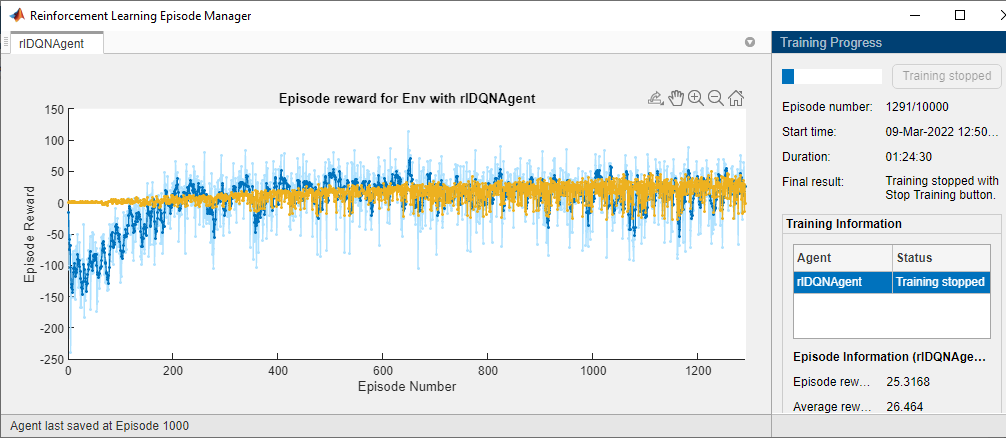 Reinforcement Learning Episode Manager
rlDQNAgent
Episode reward for Env with rlDQNAgent
150
100
50
0
-50
-100
-150
-200
-250
Episode Reward
0
200
400
600
800
1000
1200
Episode Number
Agent last saved at Episode 1000
Training Progress
Training stopped
Episode number: 1291/10000
Start time: 09-Mar-2022 12:50...
Duration: 01:24:30
Final result: Training stopped with
Stop Training button.
Training Information
Agent Status
rlDQNAgent Training stopped
Episode Information (rlDQNAge...
Episode rew... 25.3168
Average rew... 26.464